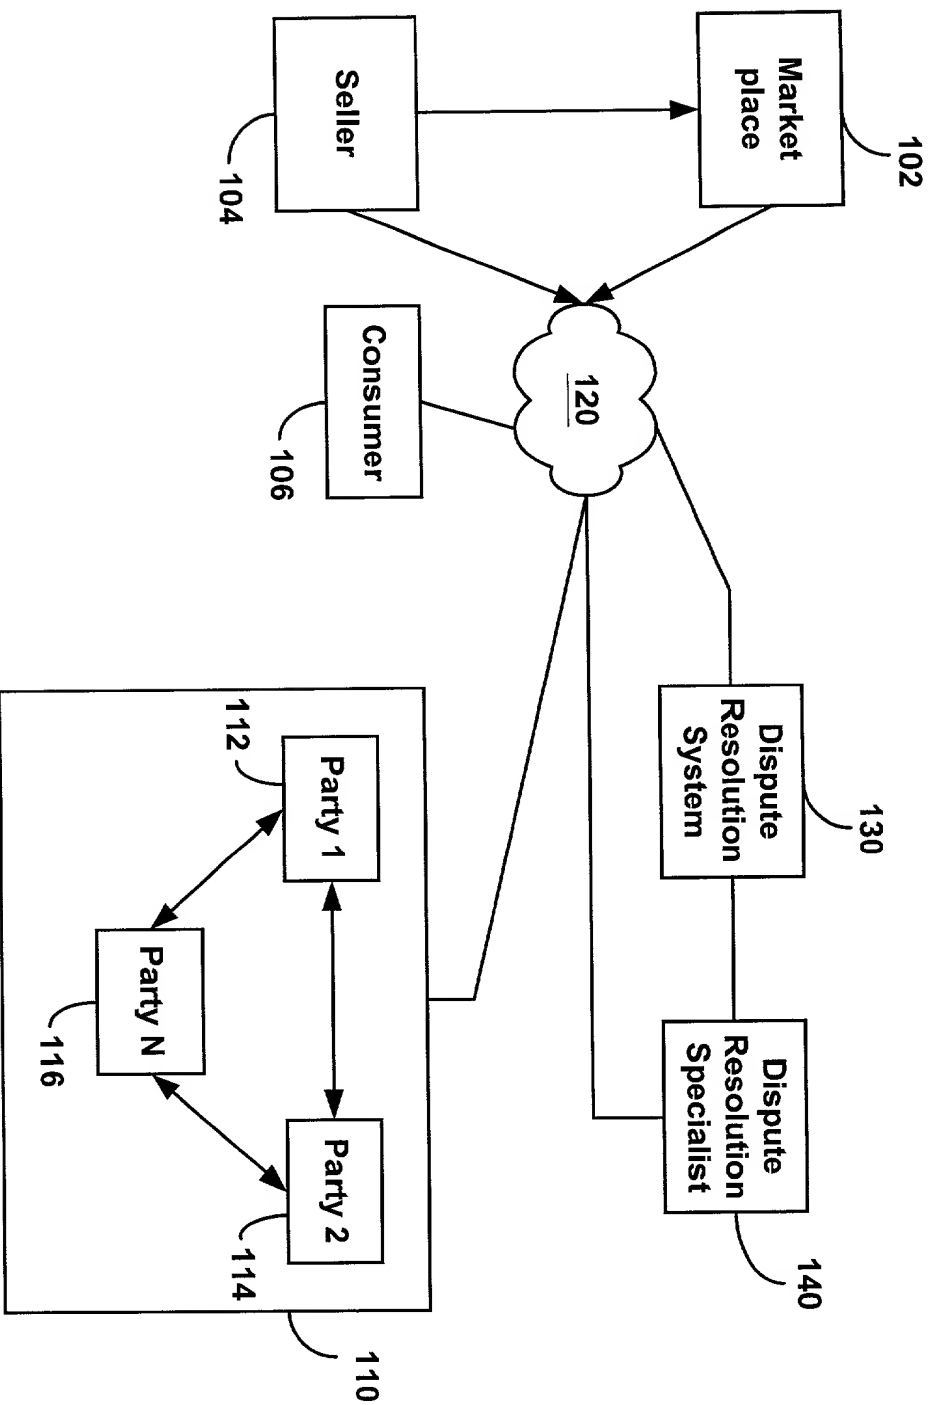 102
Market
place
Seller
104
120
Consumer
106
130
Dispute
Resolution
System
Dispute
Resolution
Specialist
140
112
Party 1
Party 2
114
Party N
116
110